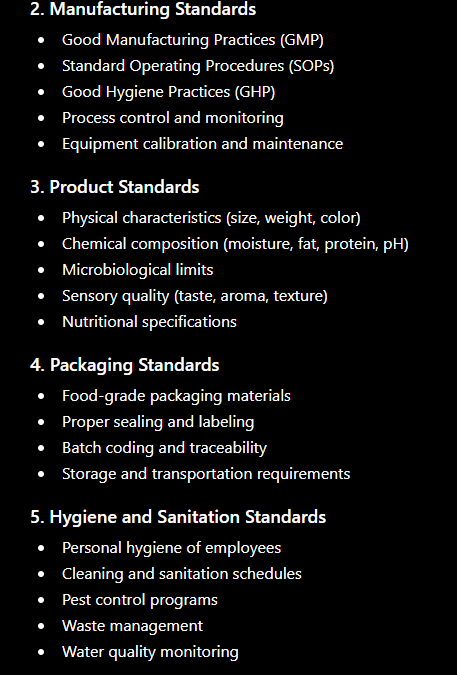 2. Manufacturing Standards
• Good Manufacturing Practices (GMP)
• Standard Operating Procedures (SOPs)
• Good Hygiene Practices (GHP)
• Process control and monitoring
• Equipment calibration and maintenance
3. Product Standards
• Physical characteristics (size, weight, color)
• Chemical composition (moisture, fat, protein, pH)
• Microbiological limits
• Sensory quality (taste, aroma, texture)
• Nutritional specifications
4. Packaging Standards
• Food-grade packaging materials
• Proper sealing and labeling
• Batch coding and traceability
• Storage and transportation requirements
5. Hygiene and Sanitation Standards
• Personal hygiene of employees
• Cleaning and sanitation schedules
• Pest control programs
• Waste management
• Water quality monitoring